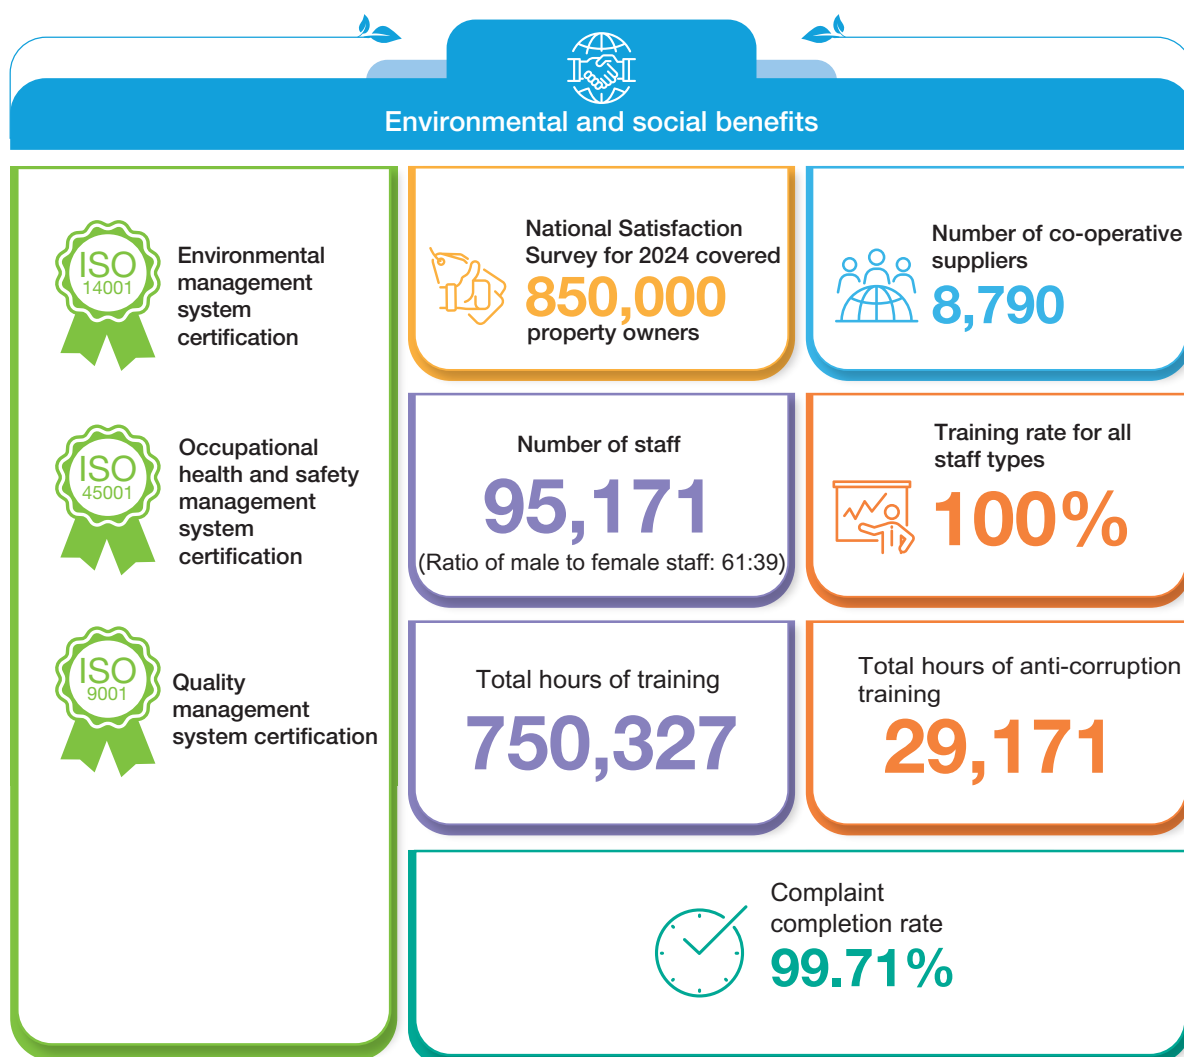 Environmental and social benefits
ISO
14001
Environmental
management
system
certification
ISO
45001
Occupational
health and safety
management
system
certification
ISO
9001
Quality
management
system certification
National Satisfaction
Survey for 2024 covered
850,000
property owners
Number of co-operative
suppliers
8,790
Number of staff
95,171
(Ratio of male to female staff: 61:39)
Training rate for all
staff types
100%
Total hours of training
750,327
Total hours of anti-corruption
training
29,171
Complaint
completion rate
99.71%